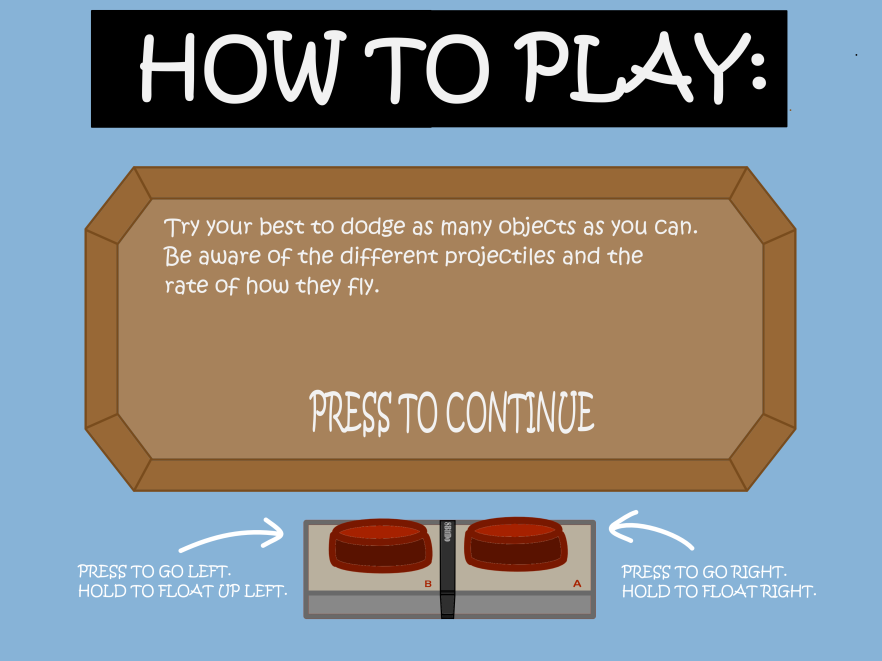 HOW TO PLAY:
Try your best to dodge as many objects as you can.
Be aware of the different projectiles and the
rate of how they fly.
PRESS TO CONTINUE
PRESS TO GO LEFT.
HOLD TO FLOAT UP LEFT.
B
A
PRESS TO GO RIGHT.
HOLD TO FLOAT RIGHT.